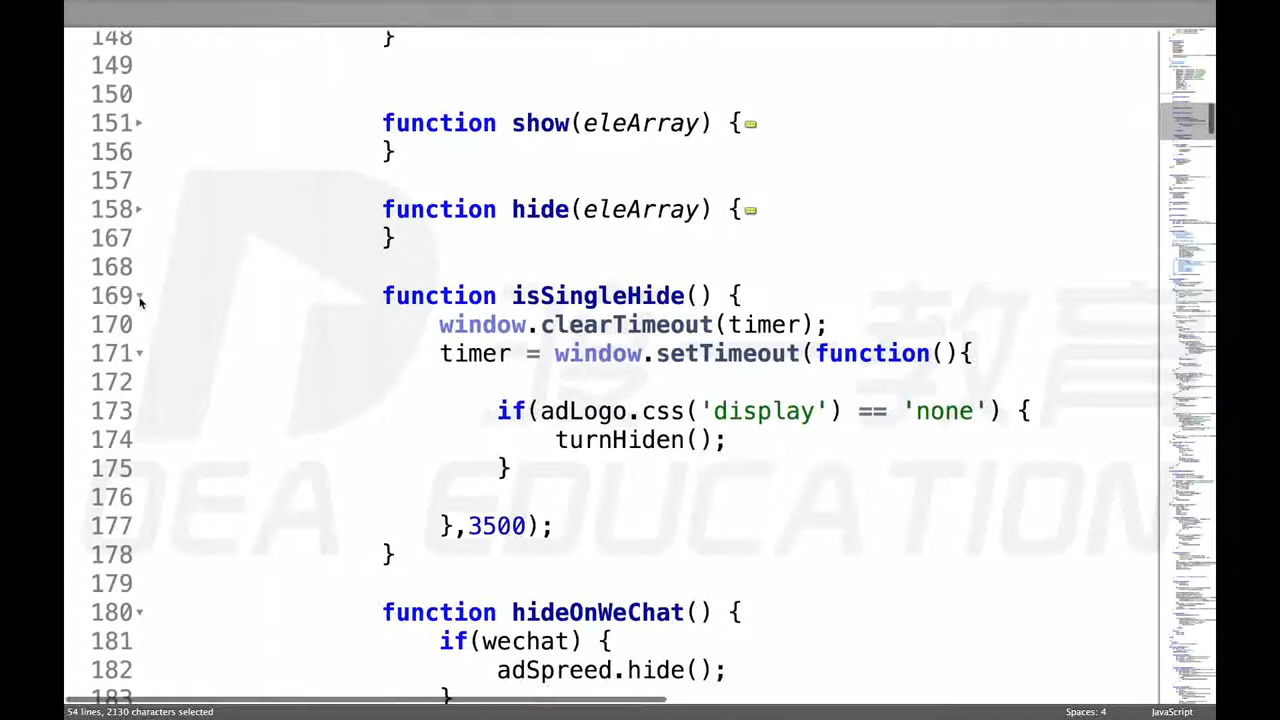 148 }
149
150
151 function show(eleArray) {
156 }
157
158 function hide(eleArray) {
167 }
168
169 function isSingleHide() {
170 window.clearTimeout(timer);
171 timer = window.setTimeout(function(){
172
173 if(adLogo.css('display') == 'none') {
174 turnHiden();
175 }
176
177 },3500);
178 }
179
180 function hideOnWeChat() {
181 if(wechat) {
182 adSpeed.hide();
183 }
54 lines, 2130 characters selected
Spaces: 4
JavaScript